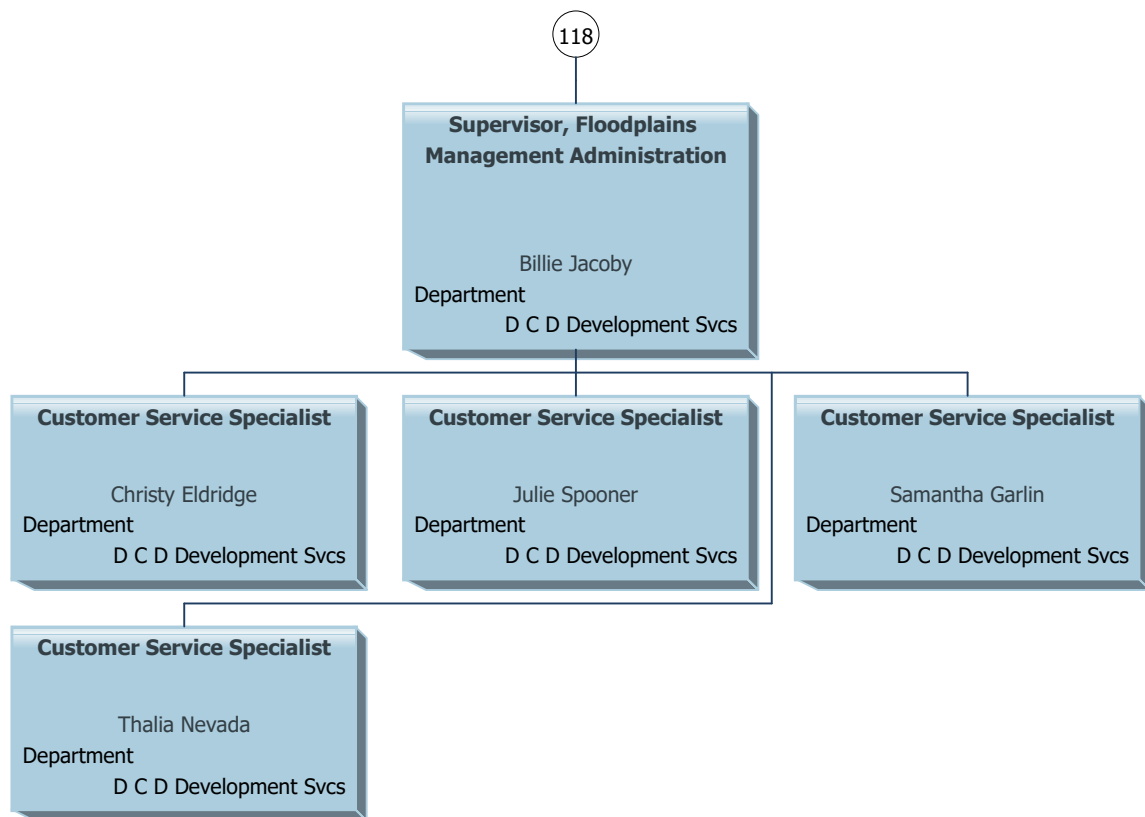 118
Supervisor, Floodplains
Management Administration
Billie Jacoby
Department
D C D Development Svcs
Customer Service Specialist
Christy Eldridge
Department
D C D Development Svcs
Customer Service Specialist
Julie Spooner
Department
D C D Development Svcs
Customer Service Specialist
Samantha Garlin
Department
D C D Development Svcs
Customer Service Specialist
Thalia Nevada
Department
D C D Development Svcs